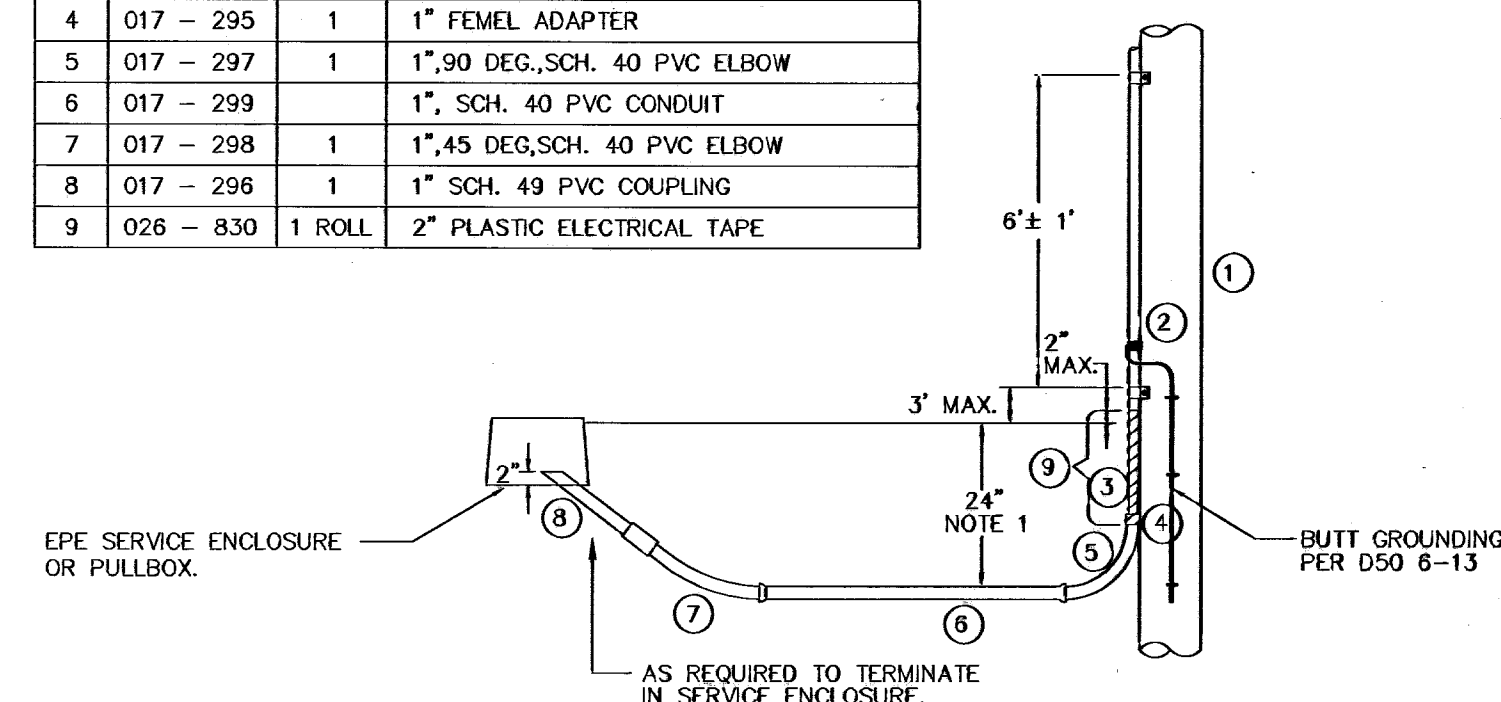 4 017 - 295 1 1" FEMEL ADAPTER
5 017 - 297 1 1",90 DEG.,SCH. 40 PVC ELBOW
6 017 - 299 1", SCH. 40 PVC CONDUIT
7 017 - 298 1 1",45 DEG,SCH. 40 PVC ELBOW
8 017 - 296 1 1" SCH. 49 PVC COUPLING
9 026 - 830 1 ROLL 2" PLASTIC ELECTRICAL TAPE
6'± 1'
1
2
2"
MAX.
3' MAX.
2"
9
3
24"
NOTE 1
8
4
5
EPE SERVICE ENCLOSURE
OR PULLBOX.
BUTT GROUNDING
PER D50 6-13
7
6
AS REQUIRED TO TERMINATE
IN SERVICE ENCLOSURE.